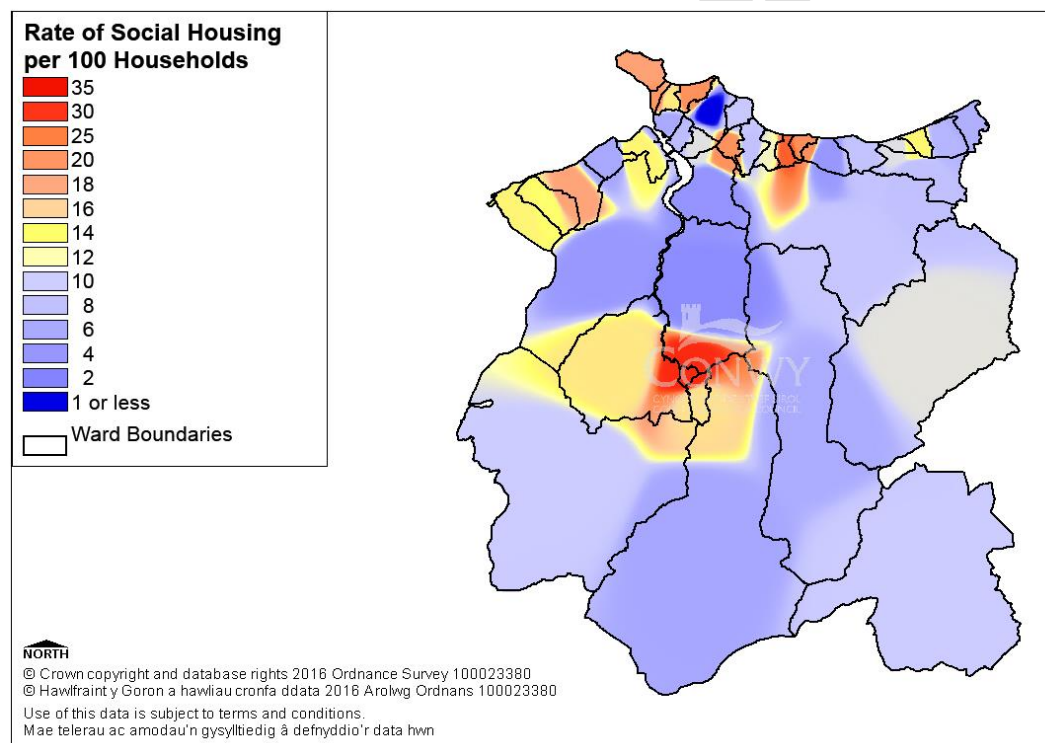 Rate of Social Housing
per 100 Households
35
30
25
20
18
16
14
12
10
8
6
4
2
1 or less
Ward Boundaries
CONWY
NORTH
© Crown copyright and database rights 2016 Ordnance Survey 100023380
© Hawlfraint y Goron a hawliau cronfa ddata 2016 Arolwg Ordnans 100023380
Use of this data is subject to terms and conditions.
Mae telerau ac amodau'n gysylltiedig â defnyddio'r data hwn